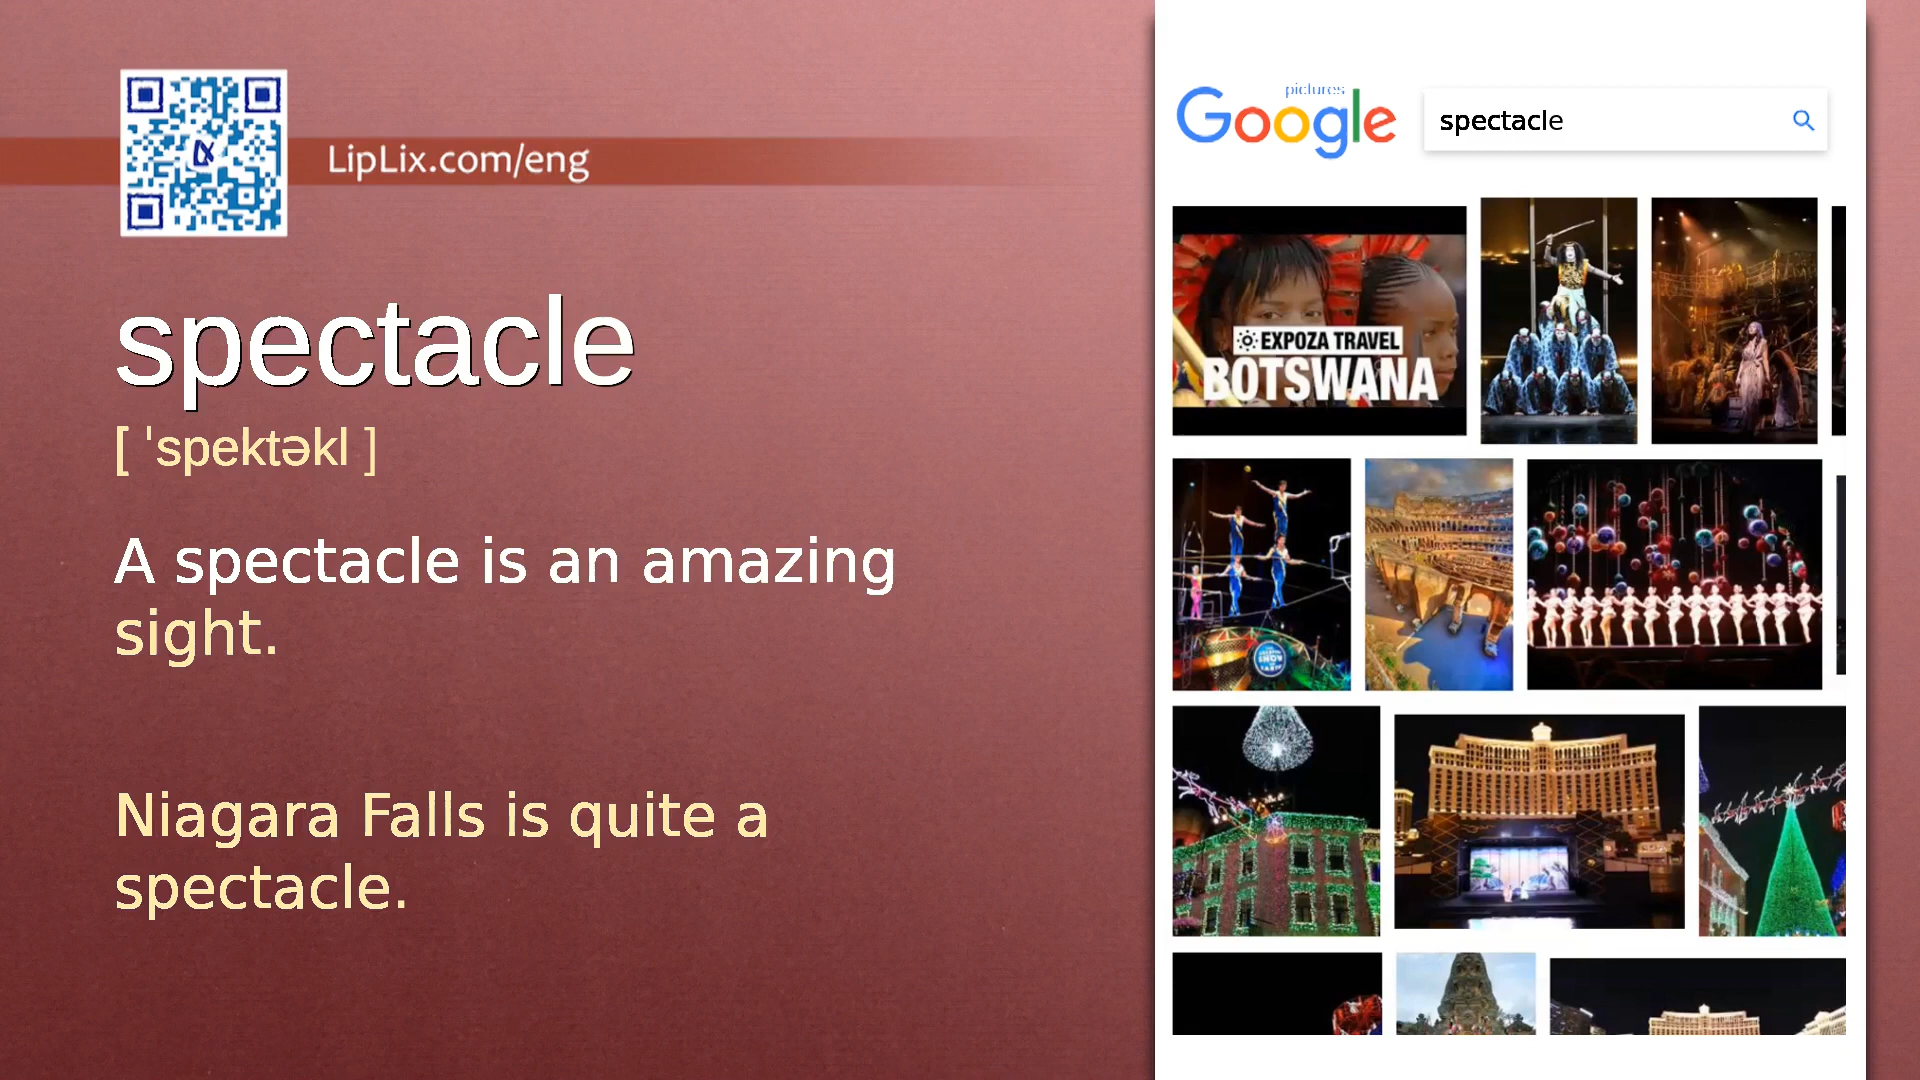 LipLix.com/eng
spectacle
[ ˈspektəkl ]
A spectacle is an amazing
sight.
Niagara Falls is quite a
spectacle.
pictures
Google
spectacle
EXPOZA TRAVEL
BOTSWANA